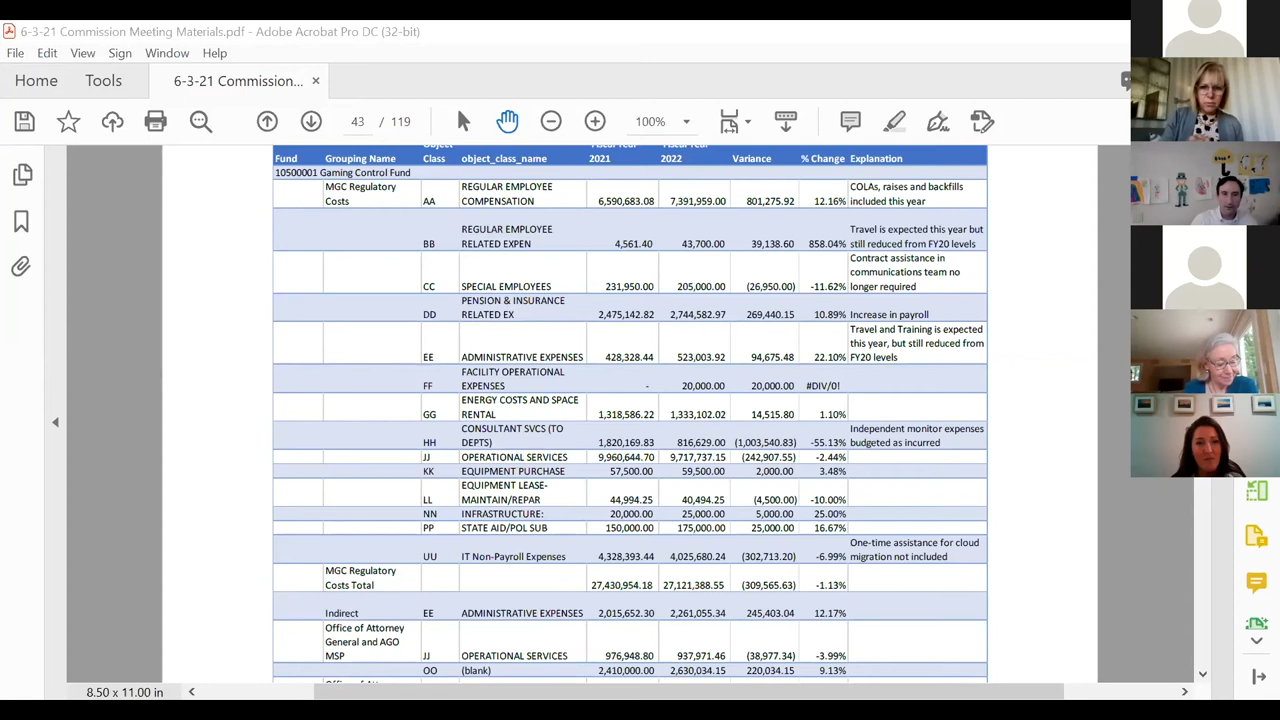 6-3-21 Commission Meeting Materials.pdf - Adobe Acrobat Pro DC (32-bit)
File Edit View Sign Window Help
Home Tools 6-3-21 Commission... ×
43 / 119 100%
Fund Grouping Name Class object_class_name 2021 2022 Variance % Change Explanation
10500001 Gaming Control Fund
MGC Regulatory REGULAR EMPLOYEE COLAs, raises and backfills
Costs AA COMPENSATION 6,590,683.08 7,391,959.00 801,275.92 12.16% included this year
REGULAR EMPLOYEE Travel is expected this year but
BB RELATED EXPEN 4,561.40 43,700.00 39,138.60 858.04% still reduced from FY20 levels
Contract assistance in
communications team no
CC SPECIAL EMPLOYEES 231,950.00 205,000.00 (26,950.00) -11.62% longer required
PENSION & INSURANCE
DD RELATED EX 2,475,142.82 2,744,582.97 269,440.15 10.89% Increase in payroll
Travel and Training is expected
this year, but still reduced from
EE ADMINISTRATIVE EXPENSES 428,328.44 523,003.92 94,675.48 22.10% FY20 levels
FACILITY OPERATIONAL
FF EXPENSES - 20,000.00 20,000.00 #DIV/0!
ENERGY COSTS AND SPACE
GG RENTAL 1,318,586.22 1,333,102.02 14,515.80 1.10%
CONSULTANT SVCS (TO Independent monitor expenses
HH DEPTS) 1,820,169.83 816,629.00 (1,003,540.83) -55.13% budgeted as incurred
JJ OPERATIONAL SERVICES 9,960,644.70 9,717,737.15 (242,907.55) -2.44%
KK EQUIPMENT PURCHASE 57,500.00 59,500.00 2,000.00 3.48%
EQUIPMENT LEASE-
LL MAINTAIN/REPAR 44,994.25 40,494.25 (4,500.00) -10.00%
NN INFRASTRUCTURE: 20,000.00 25,000.00 5,000.00 25.00%
PP STATE AID/POL SUB 150,000.00 175,000.00 25,000.00 16.67%
One-time assistance for cloud
UU IT Non-Payroll Expenses 4,328,393.44 4,025,680.24 (302,713.20) -6.99% migration not included
MGC Regulatory
Costs Total 27,430,954.18 27,121,388.55 (309,565.63) -1.13%
Indirect EE ADMINISTRATIVE EXPENSES 2,015,652.30 2,261,055.34 245,403.04 12.17%
Office of Attorney
General and AGO
MSP JJ OPERATIONAL SERVICES 976,948.80 937,971.46 (38,977.34) -3.99%
OO (blank) 2,410,000.00 2,630,034.15 220,034.15 9.13%
8.50 x 11.00 in